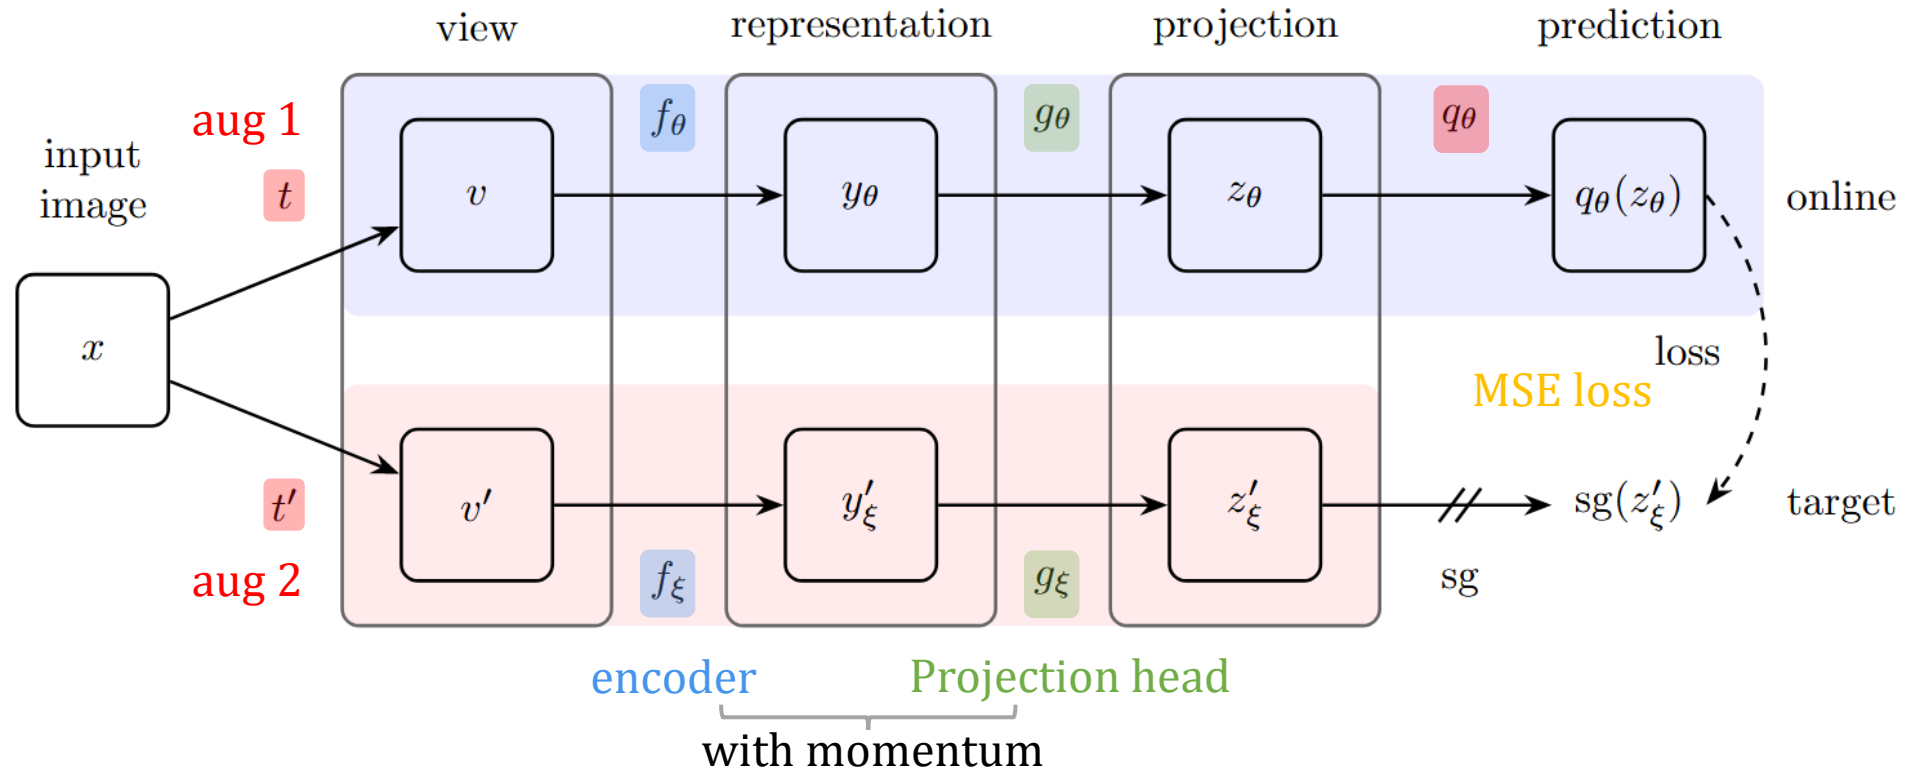 view representation projection prediction
aug 1
f_θ g_θ q_θ
input
image
t
v y_θ z_θ q_θ(z_θ) online
x
loss
MSE loss
t′
v′ y′_ξ z′_ξ sg(z′_ξ) target
aug 2
f_ξ g_ξ sg
encoder Projection head
with momentum